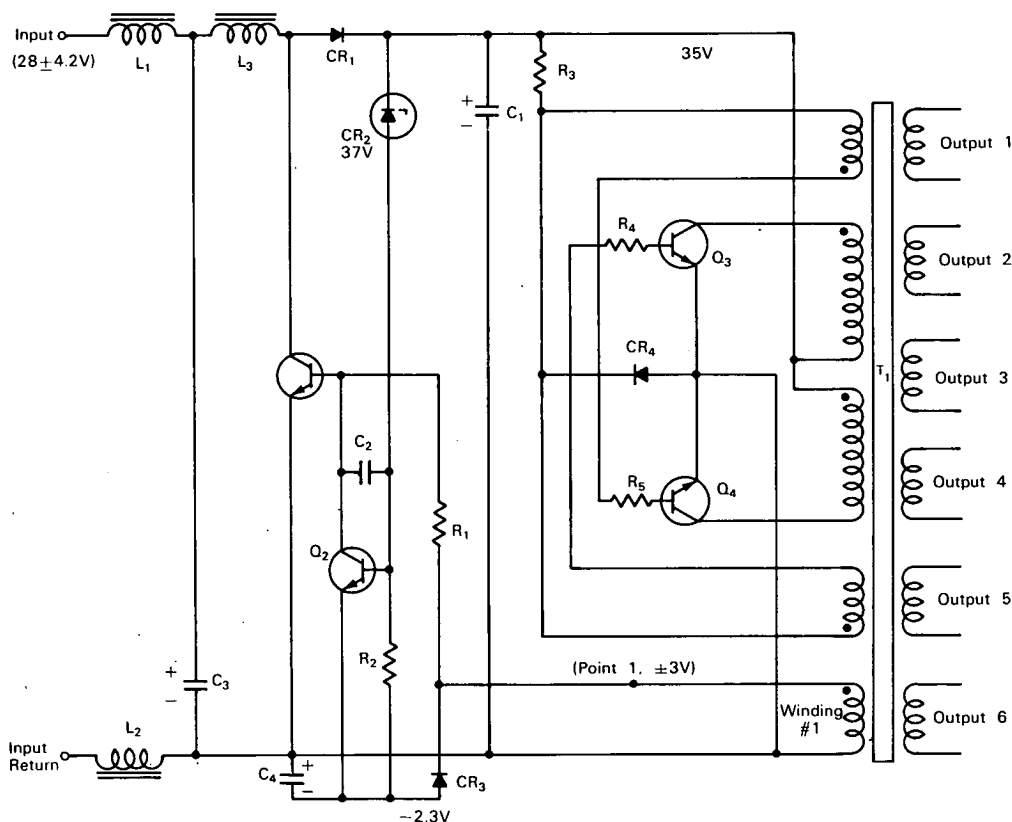 Input
(28±4.2V)
L1
L3
CR1
R3
35V
C1
+
-
CR2
37V
Output 1
R4
Q3
Output 2
CR4
T1
Output 3
C2
R5
Q4
Output 4
R1
Q2
Output 5
R2
(Point 1, ±3V)
C3
+
-
L2
Winding
#1
Output 6
Input
Return
C4
+
-
CR3
-2.3V